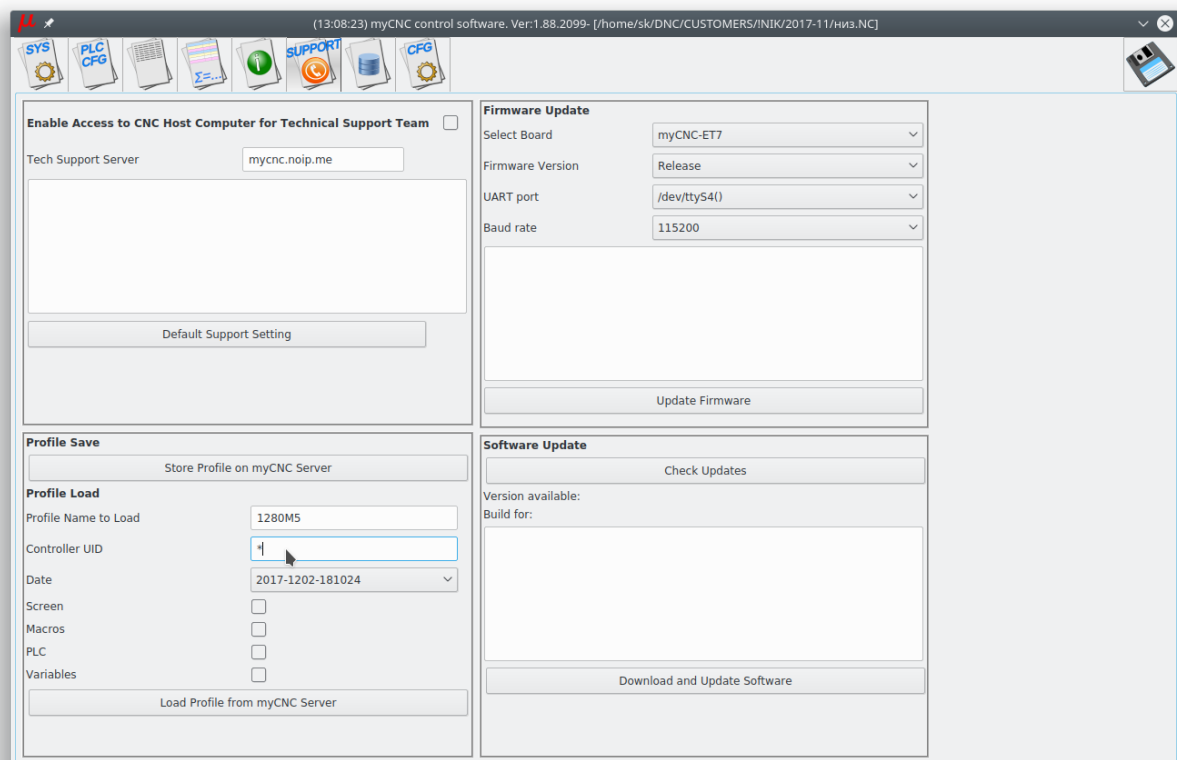 (13:08:23) myCNC control software. Ver:1.88.2099- [/home/sk/DNC/CUSTOMERS/!NIK/2017-11/низ.NC]
SYS
PLC CFG
Σ=...
SUPPORT
CFG
Enable Access to CNC Host Computer for Technical Support Team
Tech Support Server mycnc.noip.me
Default Support Setting
Firmware Update
Select Board myCNC-ET7
Firmware Version Release
UART port /dev/ttyS4()
Baud rate 115200
Update Firmware
Profile Save
Store Profile on myCNC Server
Profile Load
Profile Name to Load 1280M5
Controller UID *
Date 2017-1202-181024
Screen
Macros
PLC
Variables
Load Profile from myCNC Server
Software Update
Check Updates
Version available:
Build for:
Download and Update Software